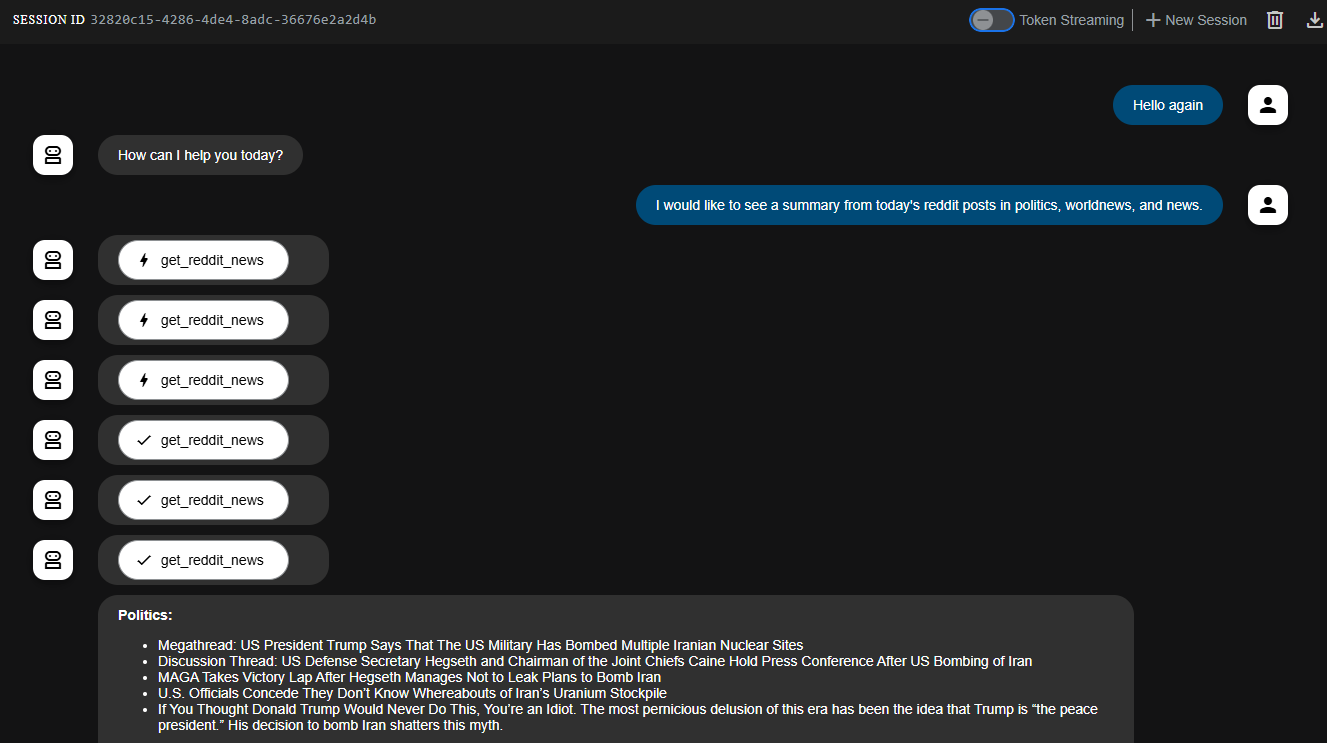 SESSION ID 32820c15-4286-4de4-8adc-36676e2a2d4b
Token Streaming
New Session
Hello again
How can I help you today?
I would like to see a summary from today's reddit posts in politics, worldnews, and news.
get_reddit_news
get_reddit_news
get_reddit_news
get_reddit_news
get_reddit_news
get_reddit_news
Politics:
• Megathread: US President Trump Says That The US Military Has Bombed Multiple Iranian Nuclear Sites
• Discussion Thread: US Defense Secretary Hegseth and Chairman of the Joint Chiefs Caine Hold Press Conference After US Bombing of Iran
• MAGA Takes Victory Lap After Hegseth Manages Not to Leak Plans to Bomb Iran
• U.S. Officials Concede They Don’t Know Whereabouts of Iran’s Uranium Stockpile
• If You Thought Donald Trump Would Never Do This, You’re an Idiot. The most pernicious delusion of this era has been the idea that Trump is “the peace
president.” His decision to bomb Iran shatters this myth.